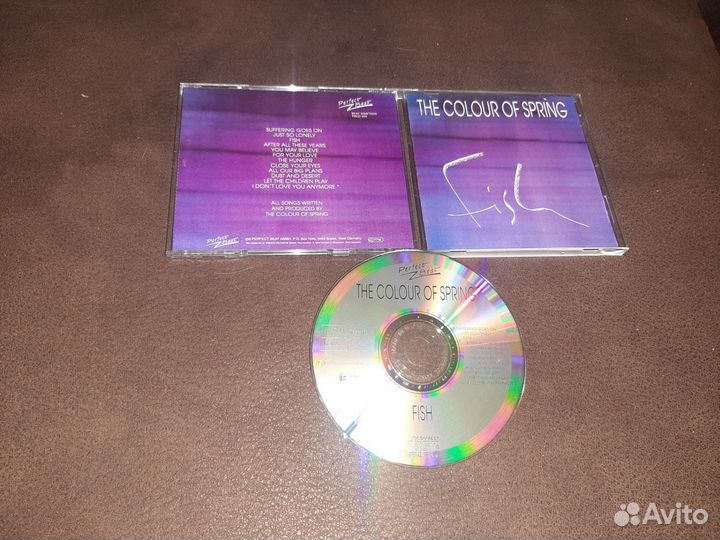 Perfect Beat
SUFFERING GOES ON
JUST SO LONELY
FISH
AFTER ALL THESE YEARS
YOU MAY BELIEVE
FOR YOUR LOVE
THE HUNGER
CLOSE YOUR EYES
ALL OUR BIG PLANS
DUST AND DESERT
LET THE CHILDREN PLAY
I DON'T LOVE YOU ANYMORE *
ALL SONGS WRITTEN
AND PRODUCED BY
THE COLOUR OF SPRING
Perfect Beat
THE COLOUR OF SPRING
Fish
Perfect Beat
THE COLOUR OF SPRING
FISH
Avito